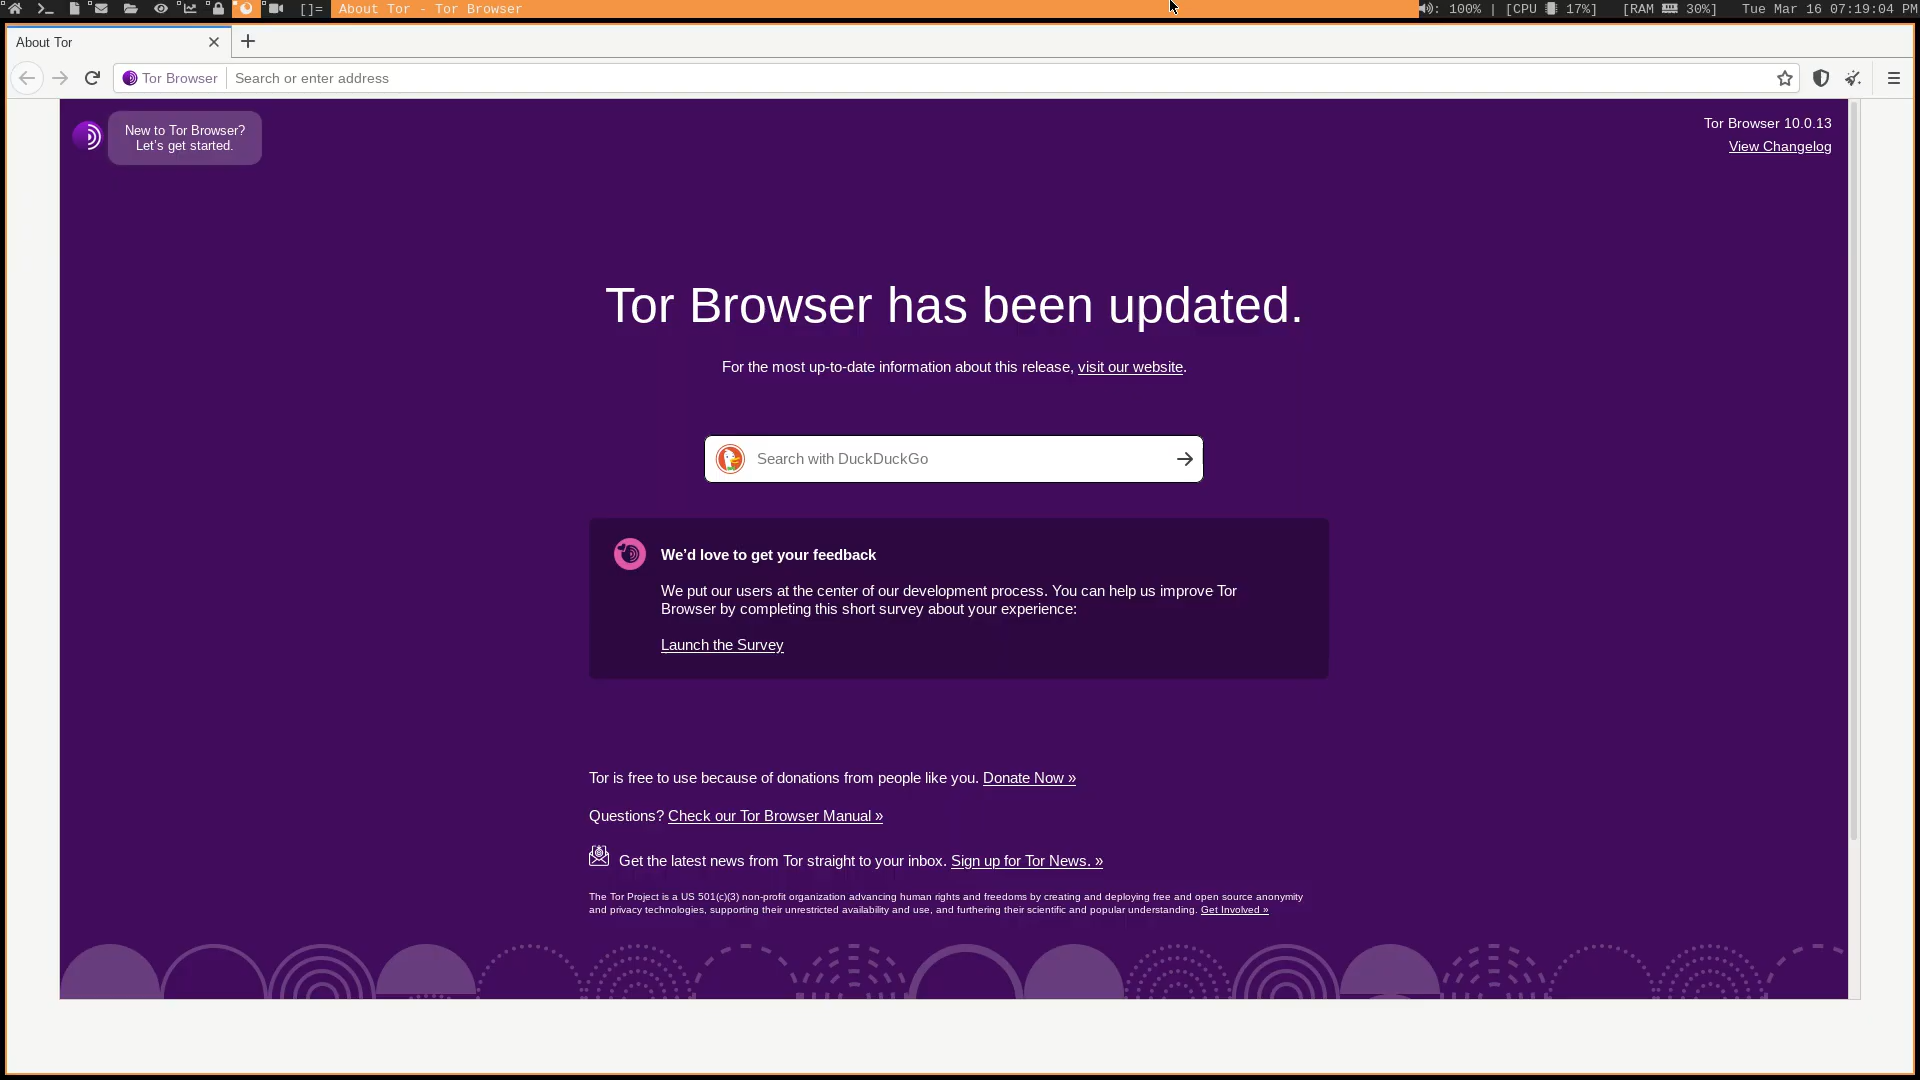 []= About Tor - Tor Browser : 100% | [CPU 17%] [RAM 30%] Tue Mar 16 07:19:04 PM
About Tor
Tor Browser Search or enter address
New to Tor Browser?
Let's get started.
Tor Browser 10.0.13
View Changelog
Tor Browser has been updated.
For the most up-to-date information about this release, visit our website.
Search with DuckDuckGo
We'd love to get your feedback
We put our users at the center of our development process. You can help us improve Tor
Browser by completing this short survey about your experience:
Launch the Survey
Tor is free to use because of donations from people like you. Donate Now »
Questions? Check our Tor Browser Manual »
Get the latest news from Tor straight to your inbox. Sign up for Tor News. »
The Tor Project is a US 501(c)(3) non-profit organization advancing human rights and freedoms by creating and deploying free and open source anonymity
and privacy technologies, supporting their unrestricted availability and use, and furthering their scientific and popular understanding. Get Involved »